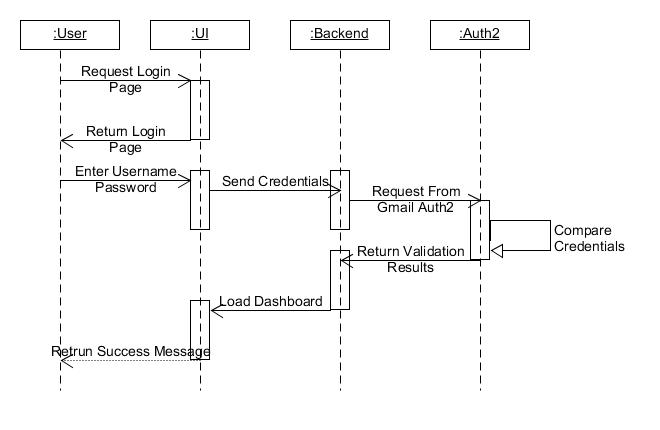 :User
:UI
:Backend
:Auth2
Request Login
Page
Return Login
Page
Enter Username
Password
Send Credentials
Request From
Gmail Auth2
Compare
Credentials
Return Validation
Results
Load Dashboard
Retrun Success Message